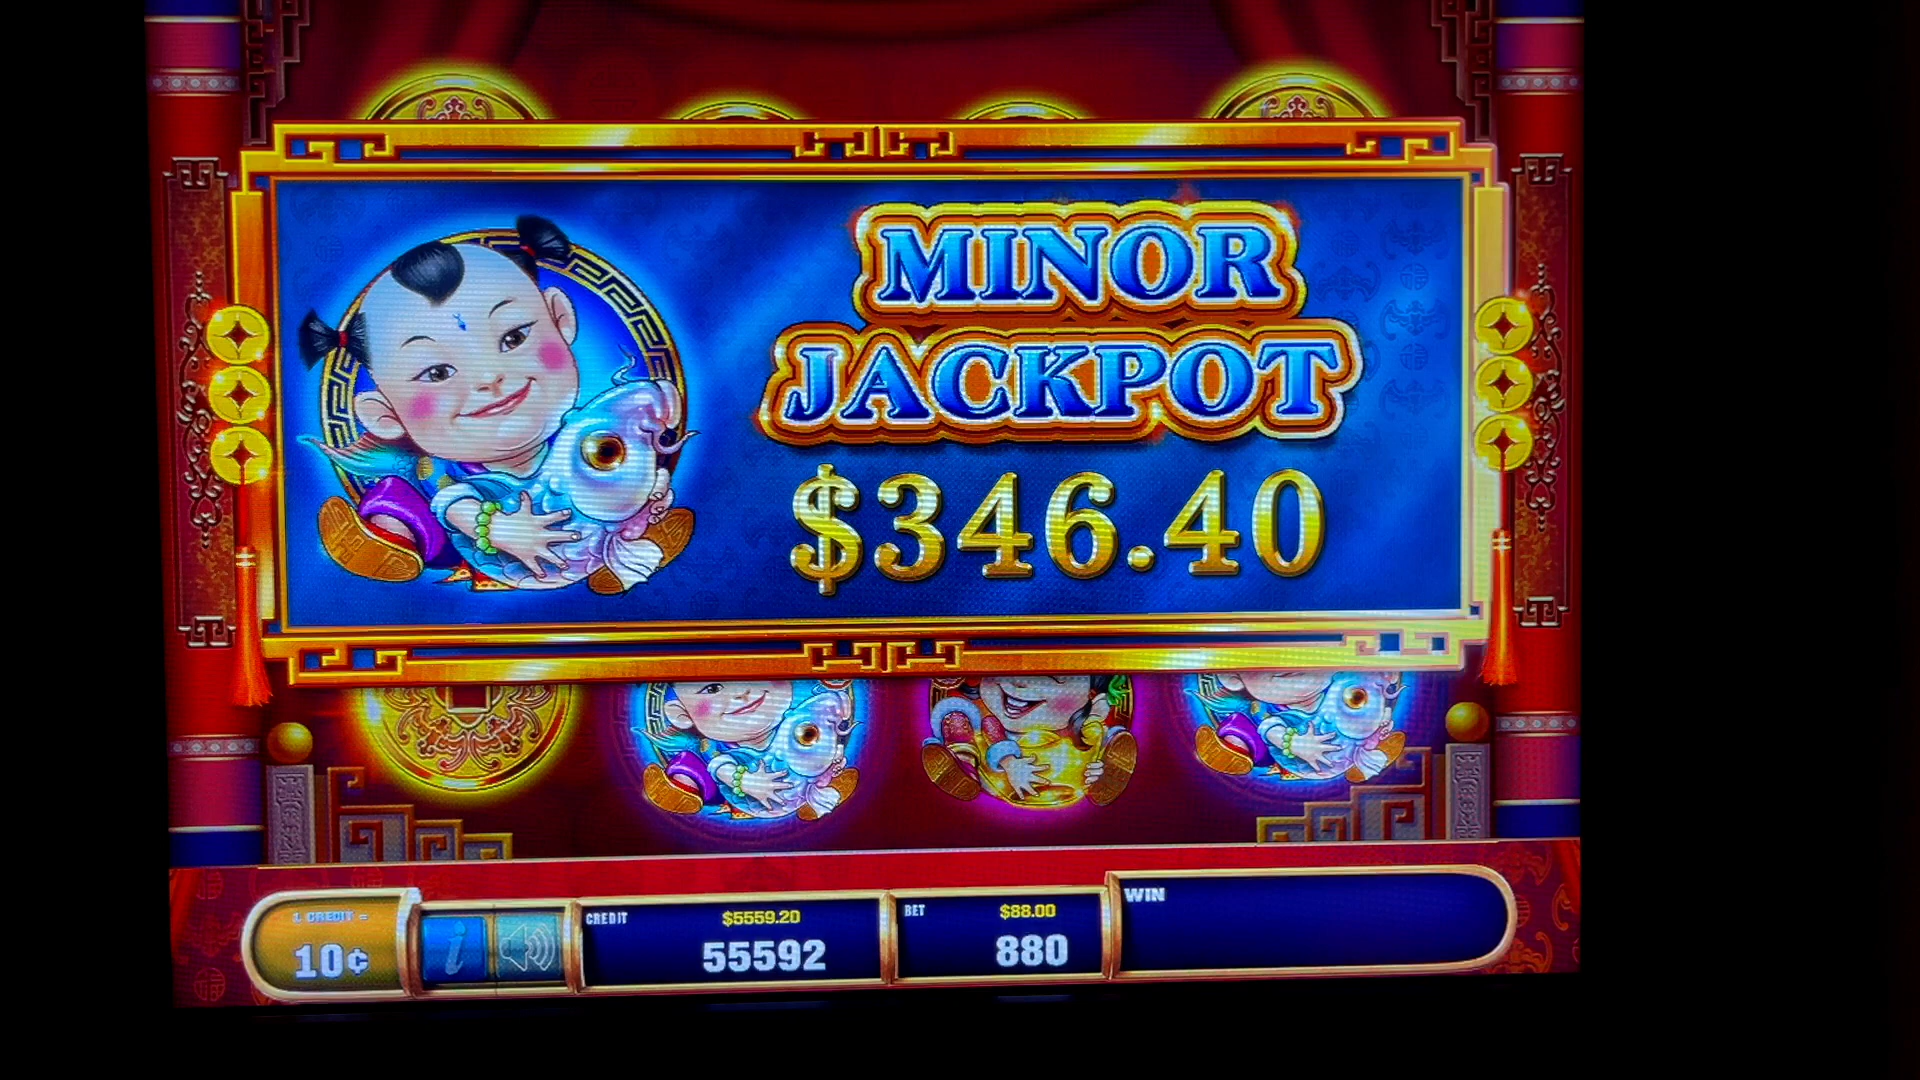 MINOR
JACKPOT
$346.40
1 CREDIT =
10¢
i
CREDIT
$5559.20
55592
BET
$88.00
880
WIN